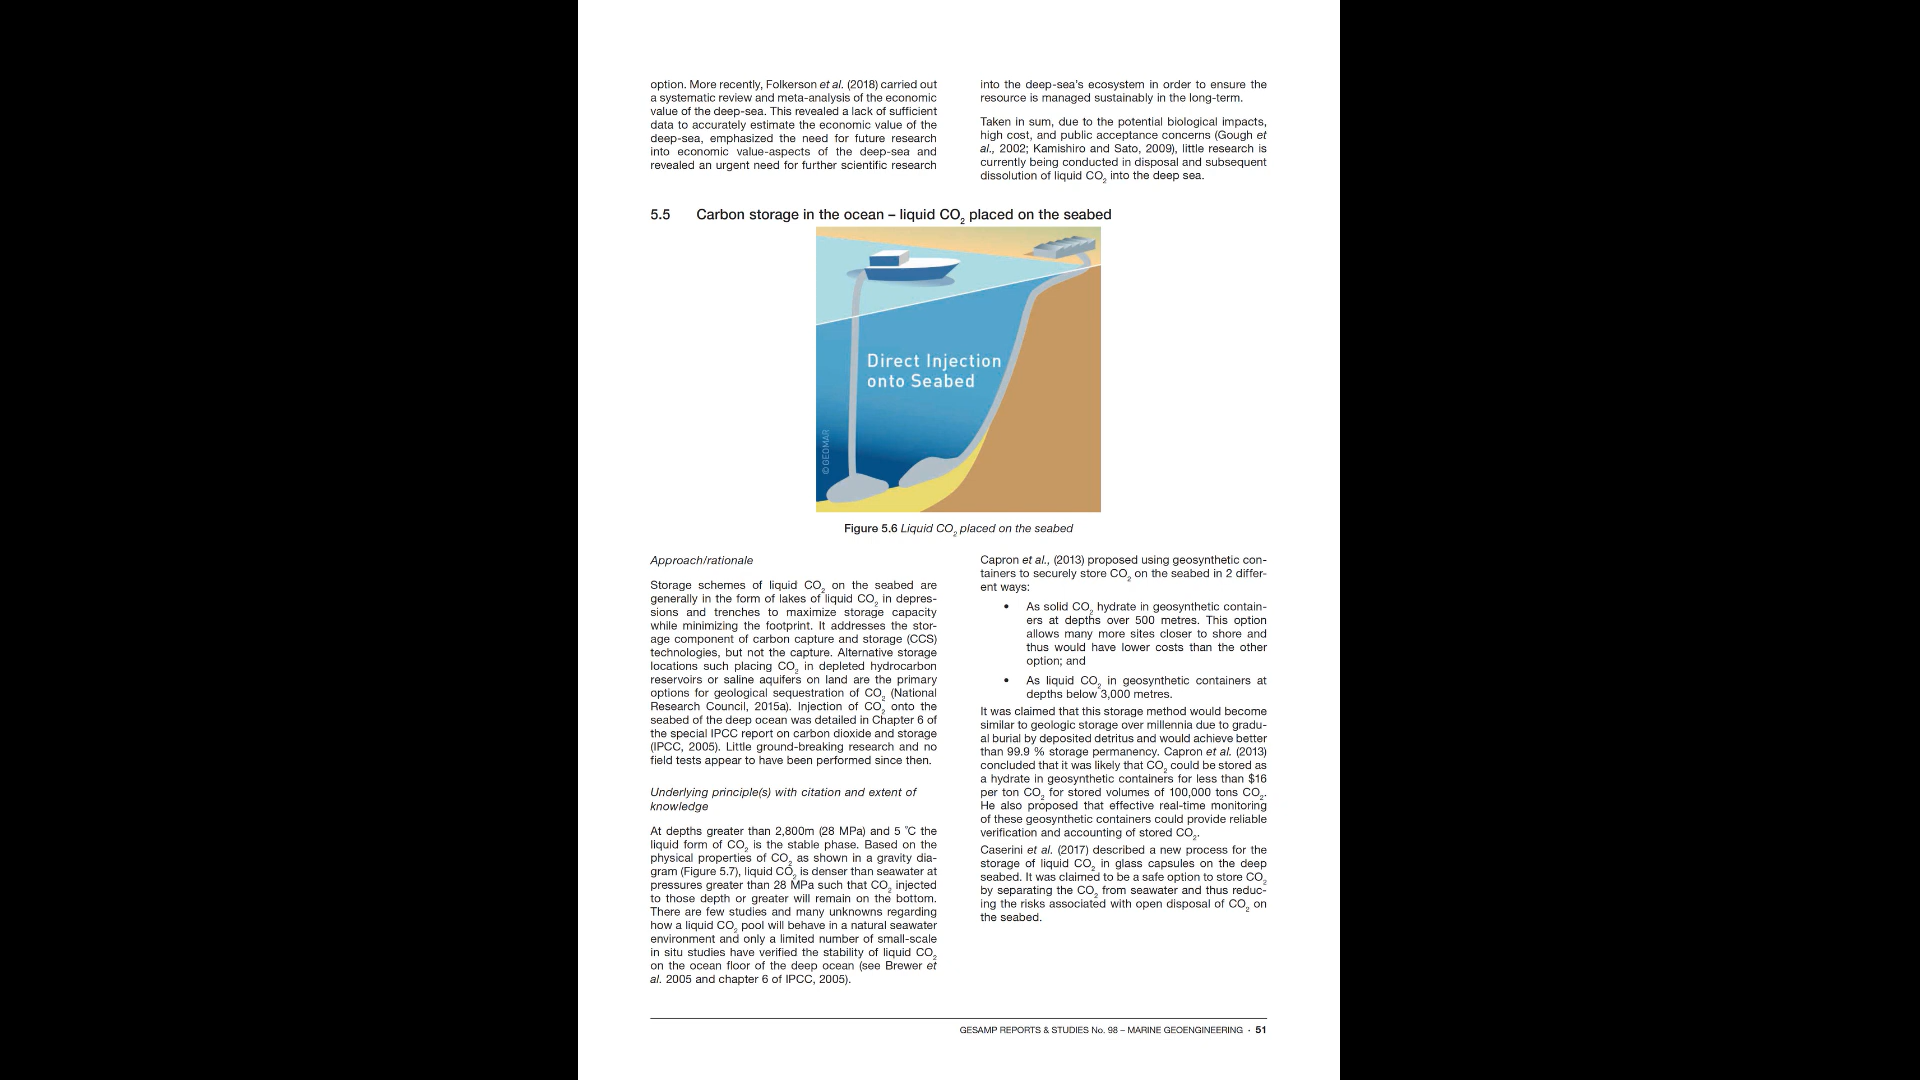 option. More recently, Folkerson et al. (2018) carried out
a systematic review and meta-analysis of the economic
value of the deep-sea. This revealed a lack of sufficient
data to accurately estimate the economic value of the
deep-sea, emphasized the need for future research
into economic value-aspects of the deep-sea and
revealed an urgent need for further scientific research
into the deep-sea's ecosystem in order to ensure the
resource is managed sustainably in the long-term.
Taken in sum, due to the potential biological impacts,
high cost, and public acceptance concerns (Gough et
al., 2002; Kamishiro and Sato, 2009), little research is
currently being conducted in disposal and subsequent
dissolution of liquid CO2 into the deep sea.
5.5 Carbon storage in the ocean – liquid CO2 placed on the seabed
Direct Injection
onto Seabed
© GEOMAR
Figure 5.6 Liquid CO2 placed on the seabed
Approach/rationale
Storage schemes of liquid CO2 on the seabed are
generally in the form of lakes of liquid CO2 in depres-
sions and trenches to maximize storage capacity
while minimizing the footprint. It addresses the stor-
age component of carbon capture and storage (CCS)
technologies, but not the capture. Alternative storage
locations such placing CO2 in depleted hydrocarbon
reservoirs or saline aquifers on land are the primary
options for geological sequestration of CO2 (National
Research Council, 2015a). Injection of CO2 onto the
seabed of the deep ocean was detailed in Chapter 6 of
the special IPCC report on carbon dioxide and storage
(IPCC, 2005). Little ground-breaking research and no
field tests appear to have been performed since then.
Underlying principle(s) with citation and extent of
knowledge
At depths greater than 2,800m (28 MPa) and 5 ˚C the
liquid form of CO2 is the stable phase. Based on the
physical properties of CO2 as shown in a gravity dia-
gram (Figure 5.7), liquid CO2 is denser than seawater at
pressures greater than 28 MPa such that CO2 injected
to those depth or greater will remain on the bottom.
There are few studies and many unknowns regarding
how a liquid CO2 pool will behave in a natural seawater
environment and only a limited number of small-scale
in situ studies have verified the stability of liquid CO2
on the ocean floor of the deep ocean (see Brewer et
al. 2005 and chapter 6 of IPCC, 2005).
Capron et al., (2013) proposed using geosynthetic con-
tainers to securely store CO2 on the seabed in 2 differ-
ent ways:
• As solid CO2 hydrate in geosynthetic contain-
ers at depths over 500 metres. This option
allows many more sites closer to shore and
thus would have lower costs than the other
option; and
• As liquid CO2 in geosynthetic containers at
depths below 3,000 metres.
It was claimed that this storage method would become
similar to geologic storage over millennia due to gradu-
al burial by deposited detritus and would achieve better
than 99.9 % storage permanency. Capron et al. (2013)
concluded that it was likely that CO2 could be stored as
a hydrate in geosynthetic containers for less than $16
per ton CO2 for stored volumes of 100,000 tons CO2.
He also proposed that effective real-time monitoring
of these geosynthetic containers could provide reliable
verification and accounting of stored CO2.
Caserini et al. (2017) described a new process for the
storage of liquid CO2 in glass capsules on the deep
seabed. It was claimed to be a safe option to store CO2
by separating the CO2 from seawater and thus reduc-
ing the risks associated with open disposal of CO2 on
the seabed.
GESAMP REPORTS & STUDIES No. 98 – MARINE GEOENGINEERING · 51